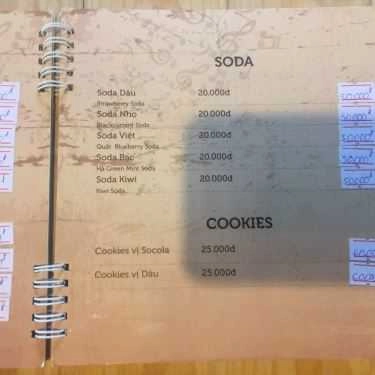 SODA
Soda Dâu 20.000đ
Strawberry Soda
Soda Nho 20.000đ
Blackcurrant Soda
Soda Việt 20.000đ
Quất Blueberry Soda
Soda Bạc 20.000đ
Hà Green Mint Soda
Soda Kiwi 20.000đ
Kiwi Soda
COOKIES
Cookies vị Socola 25.000đ
Cookies vị Dâu 25.000đ